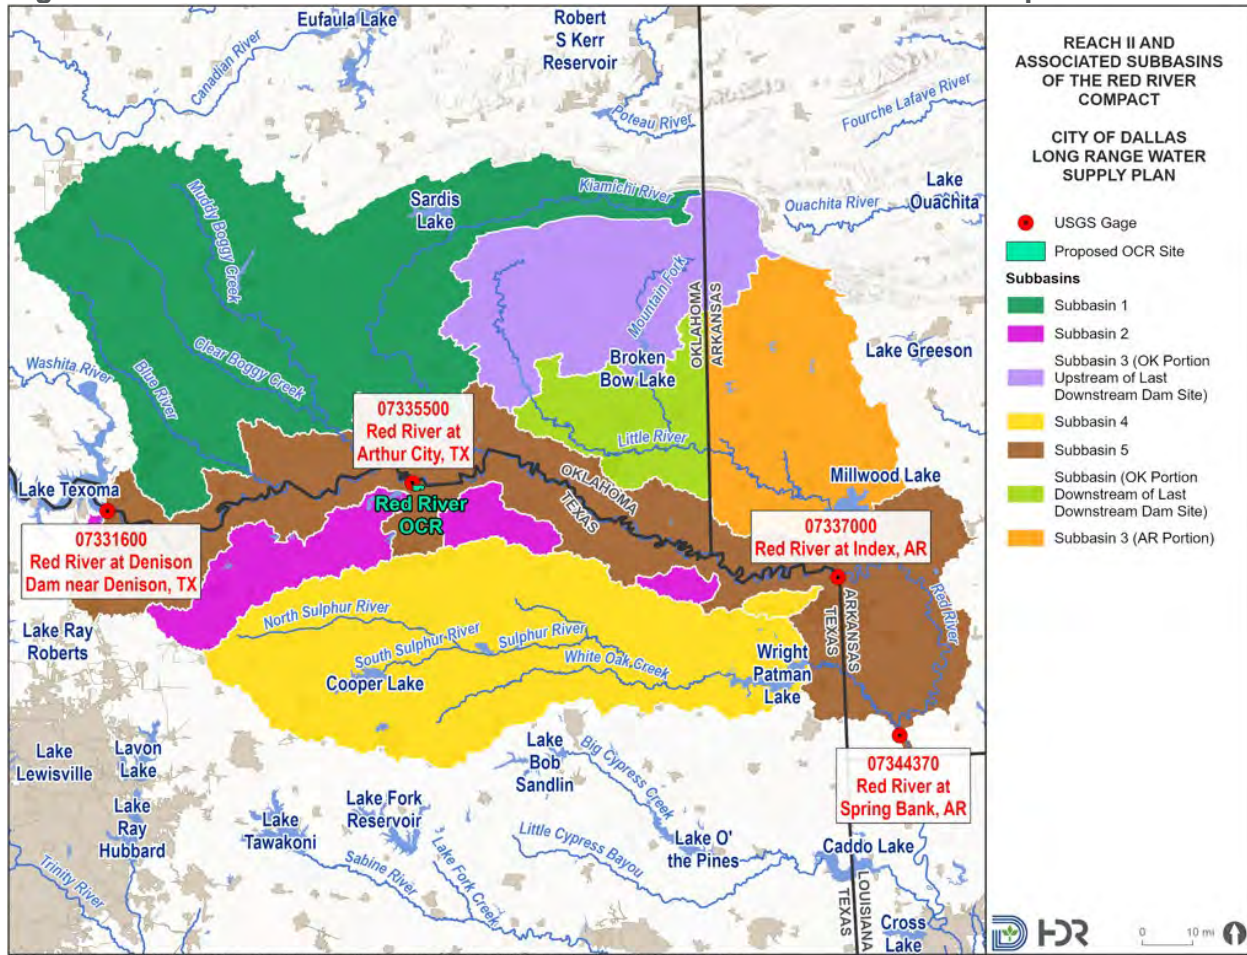 Eufaula Lake
Robert
S Kerr
Reservoir
Canadian River
Poteau River
Fourche Lafave River
Lake
Ouachita
Ouachita River
Kiamichi River
Sardis
Lake
Muddy Boggy Creek
Clear Boggy Creek
Blue River
Washita River
Mountain Fork
OKLAHOMA
ARKANSAS
Broken
Bow Lake
Lake Greeson
Little River
Millwood Lake
07335500
Red River at
Arthur City, TX
Lake Texoma
Red River
OCR
OKLAHOMA
TEXAS
07331600
Red River at Denison
Dam near Denison, TX
07337000
Red River at Index, AR
Red River
ARKANSAS
TEXAS
Lake Ray
Roberts
North Sulphur River
South Sulphur River
Sulphur River
White Oak Creek
Cooper Lake
Wright
Patman
Lake
07344370
Red River at
Spring Bank, AR
Lake
Lewisville
Lavon
Lake
Lake
Ray
Hubbard
Trinity River
Lake
Tawakoni
Lake Fork
Reservoir
Sabine River
Lake Fork Creek
Lake
Bob
Sandlin
Big Cypress Creek
Little Cypress Bayou
Lake O'
the Pines
Caddo Lake
LOUISIANA
TEXAS
Cross
Lake
REACH II AND
ASSOCIATED SUBBASINS
OF THE RED RIVER
COMPACT
CITY OF DALLAS
LONG RANGE WATER
SUPPLY PLAN
USGS Gage
Proposed OCR Site
Subbasins
Subbasin 1
Subbasin 2
Subbasin 3 (OK Portion
Upstream of Last
Downstream Dam Site)
Subbasin 4
Subbasin 5
Subbasin (OK Portion
Downstream of Last
Downstream Dam Site)
Subbasin 3 (AR Portion)
HDR
0 10 mi